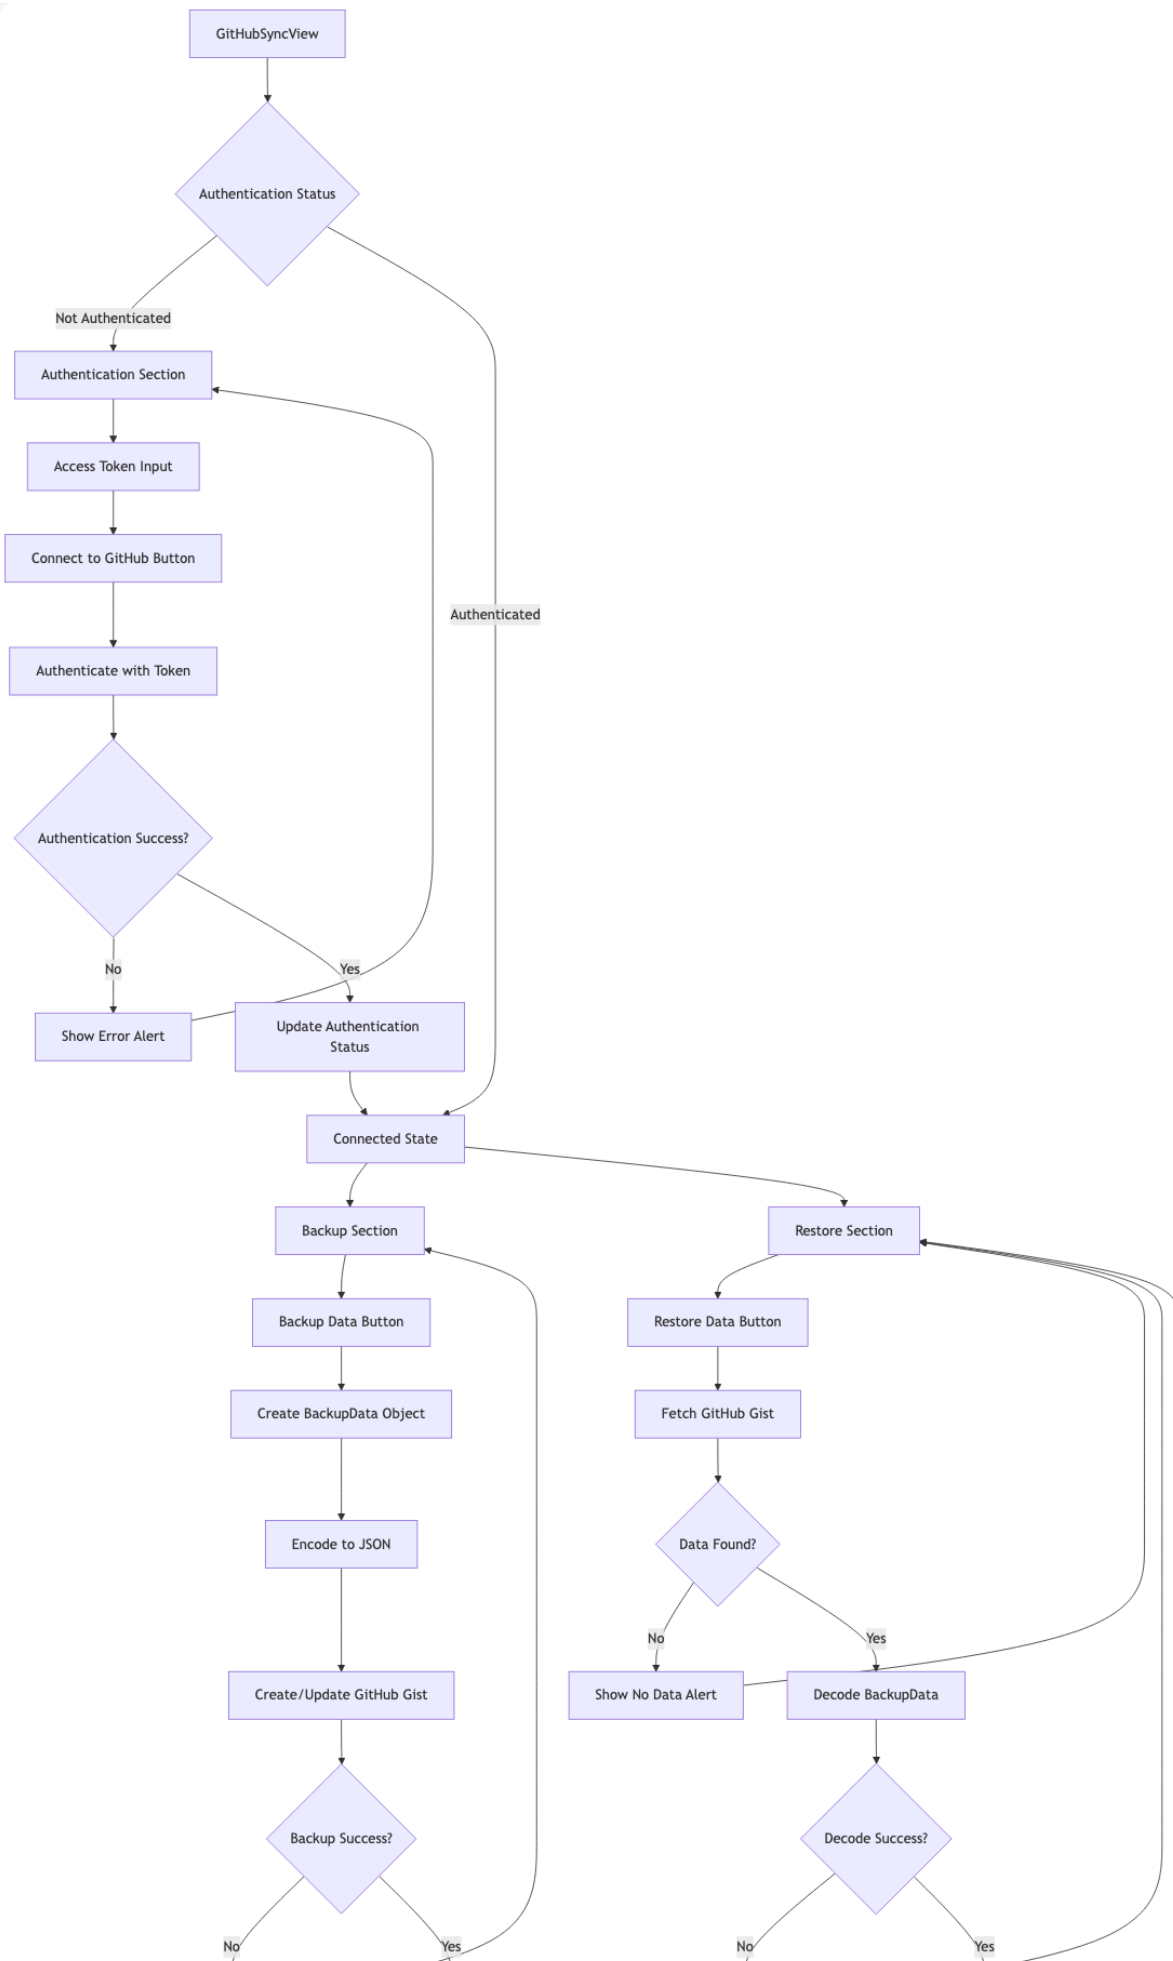 GitHubSyncView
Authentication Status
Not Authenticated
Authentication Section
Access Token Input
Connect to GitHub Button
Authenticated
Authenticate with Token
Authentication Success?
No
Yes
Show Error Alert
Update Authentication
Status
Connected State
Backup Section
Restore Section
Backup Data Button
Restore Data Button
Create BackupData Object
Fetch GitHub Gist
Encode to JSON
Data Found?
No
Yes
Create/Update GitHub Gist
Show No Data Alert
Decode BackupData
Backup Success?
Decode Success?
No
Yes
No
Yes